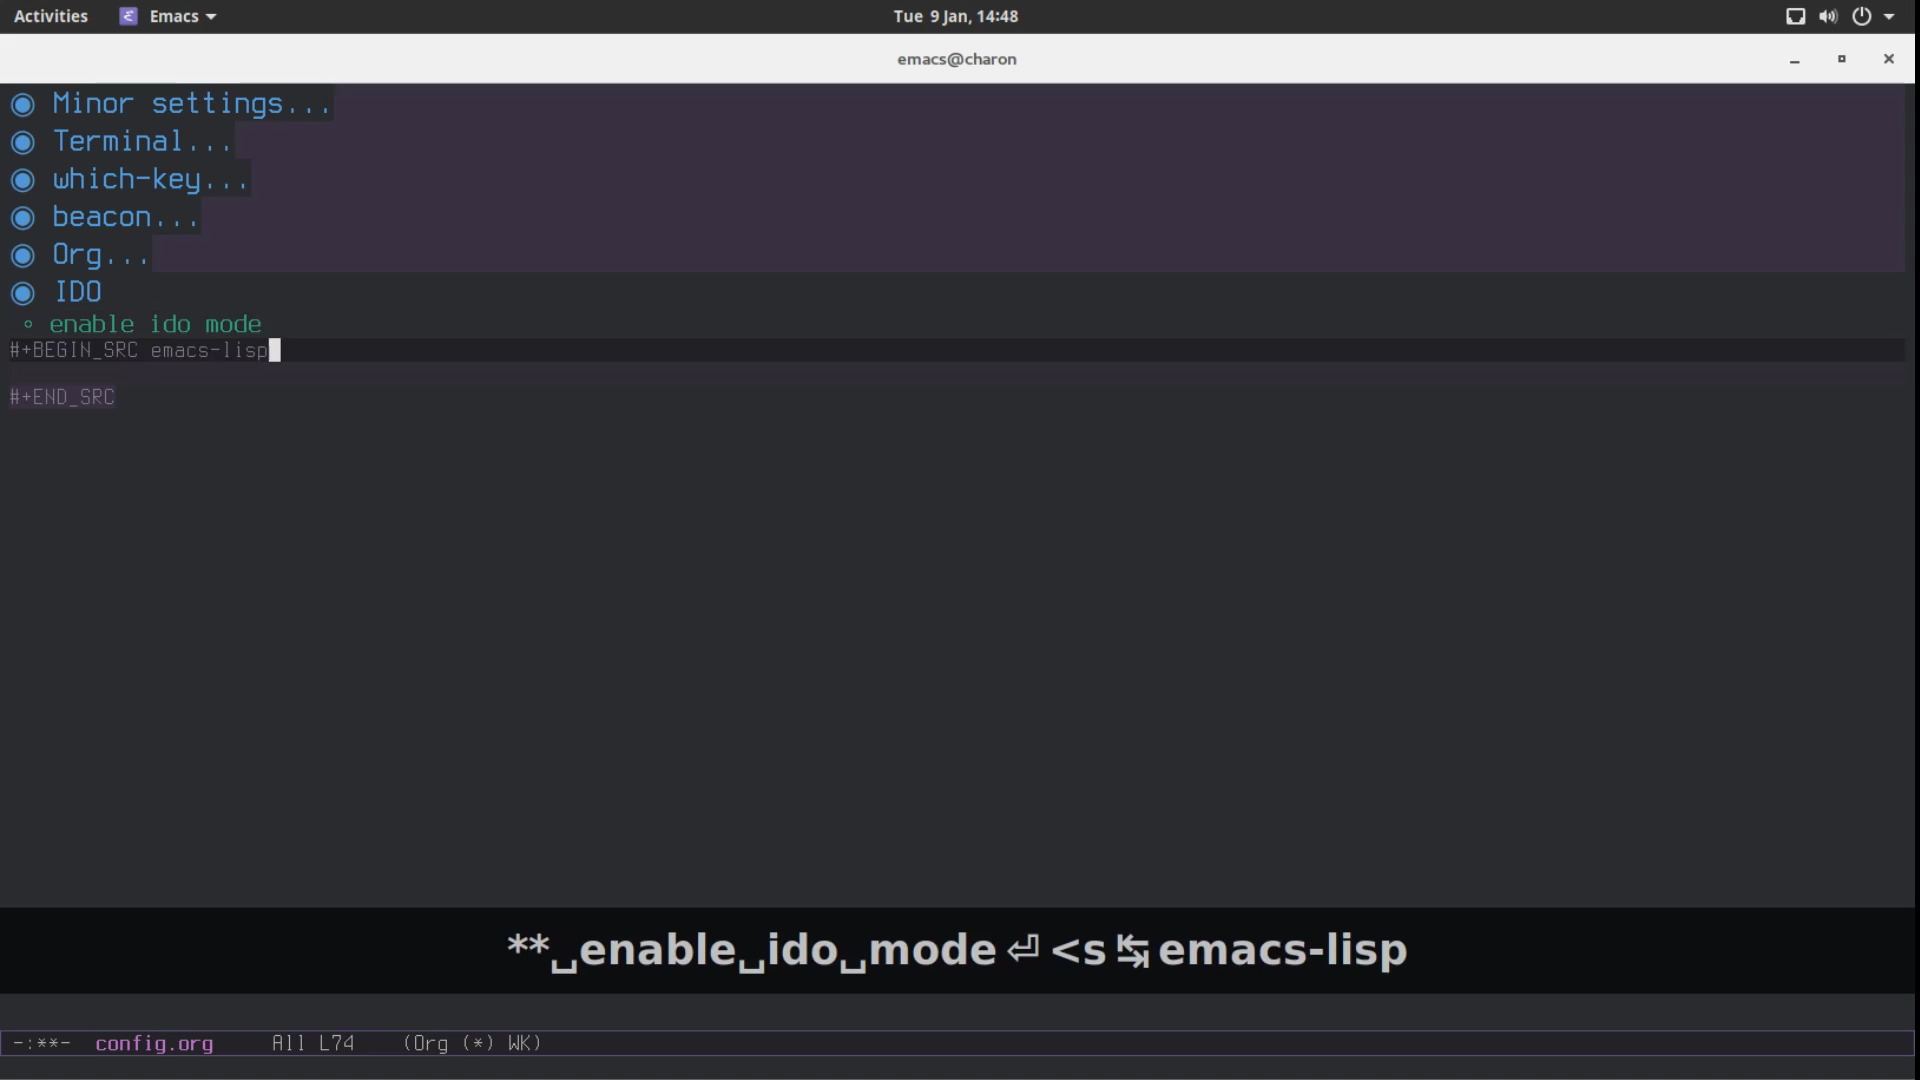 Activities Emacs Tue 9 Jan, 14:48
emacs@charon
Minor settings...
Terminal...
which-key...
beacon...
Org...
IDO
enable ido mode
#+BEGIN_SRC emacs-lisp
#+END_SRC
**␣enable␣ido␣mode ⏎ <s ↹ emacs-lisp
-:**- config.org All L74 (Org (*) WK)